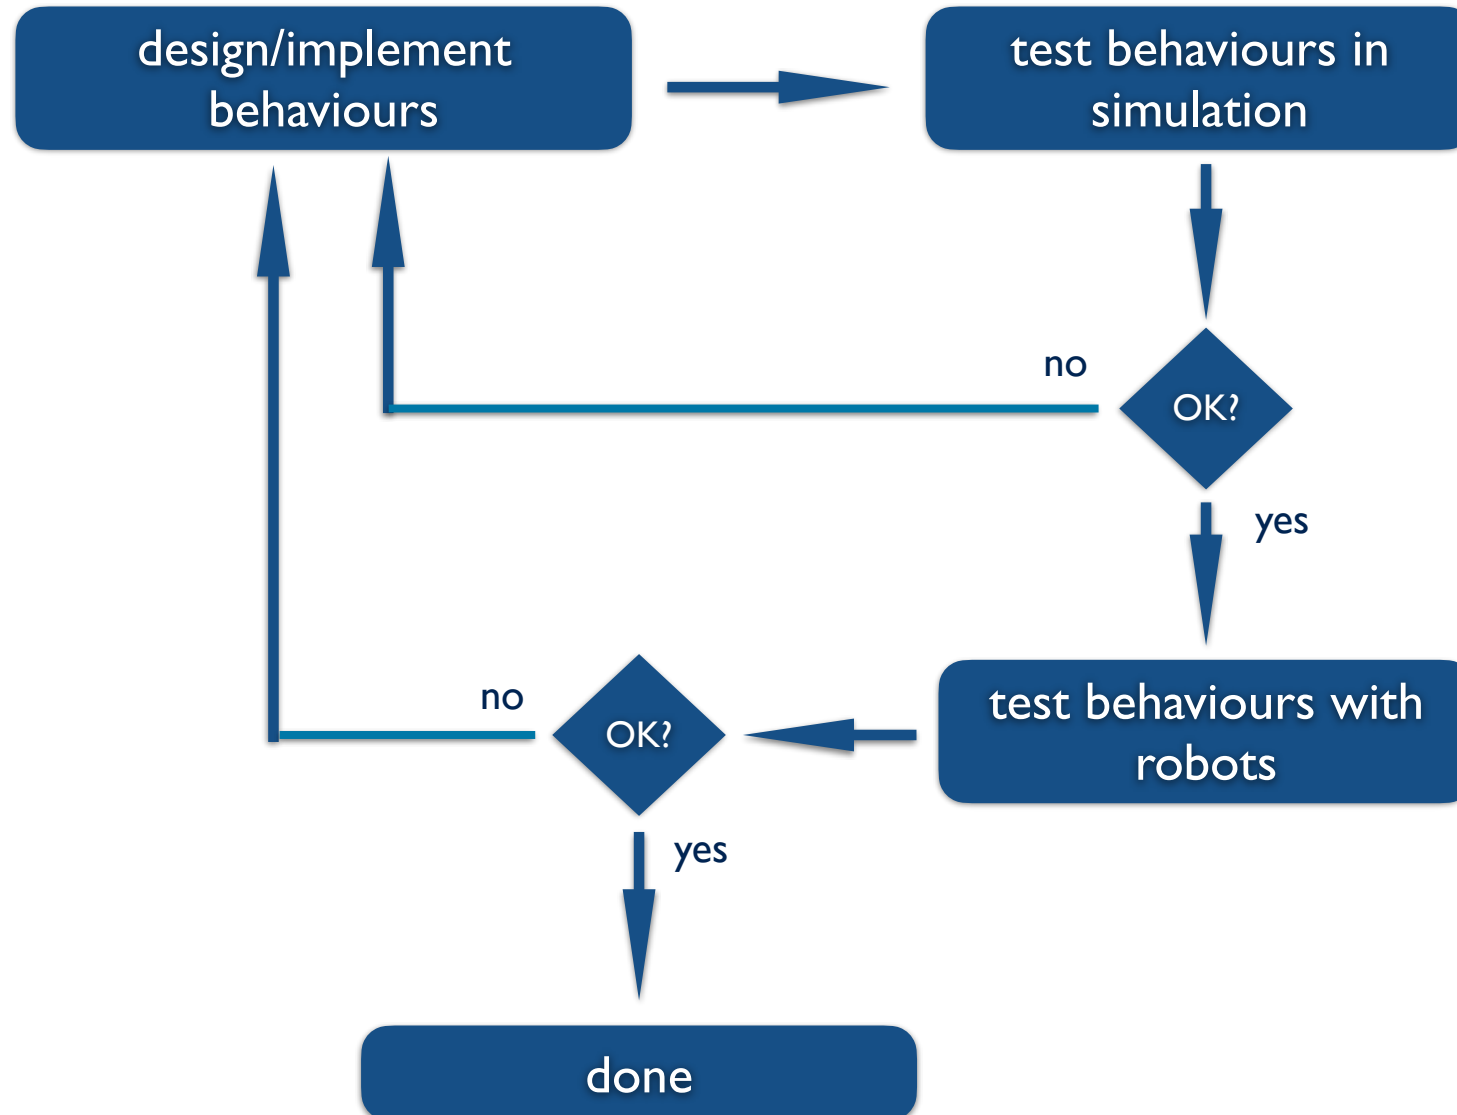 design/implement
behaviours
test behaviours in
simulation
no
OK?
yes
test behaviours with
robots
no
OK?
yes
done